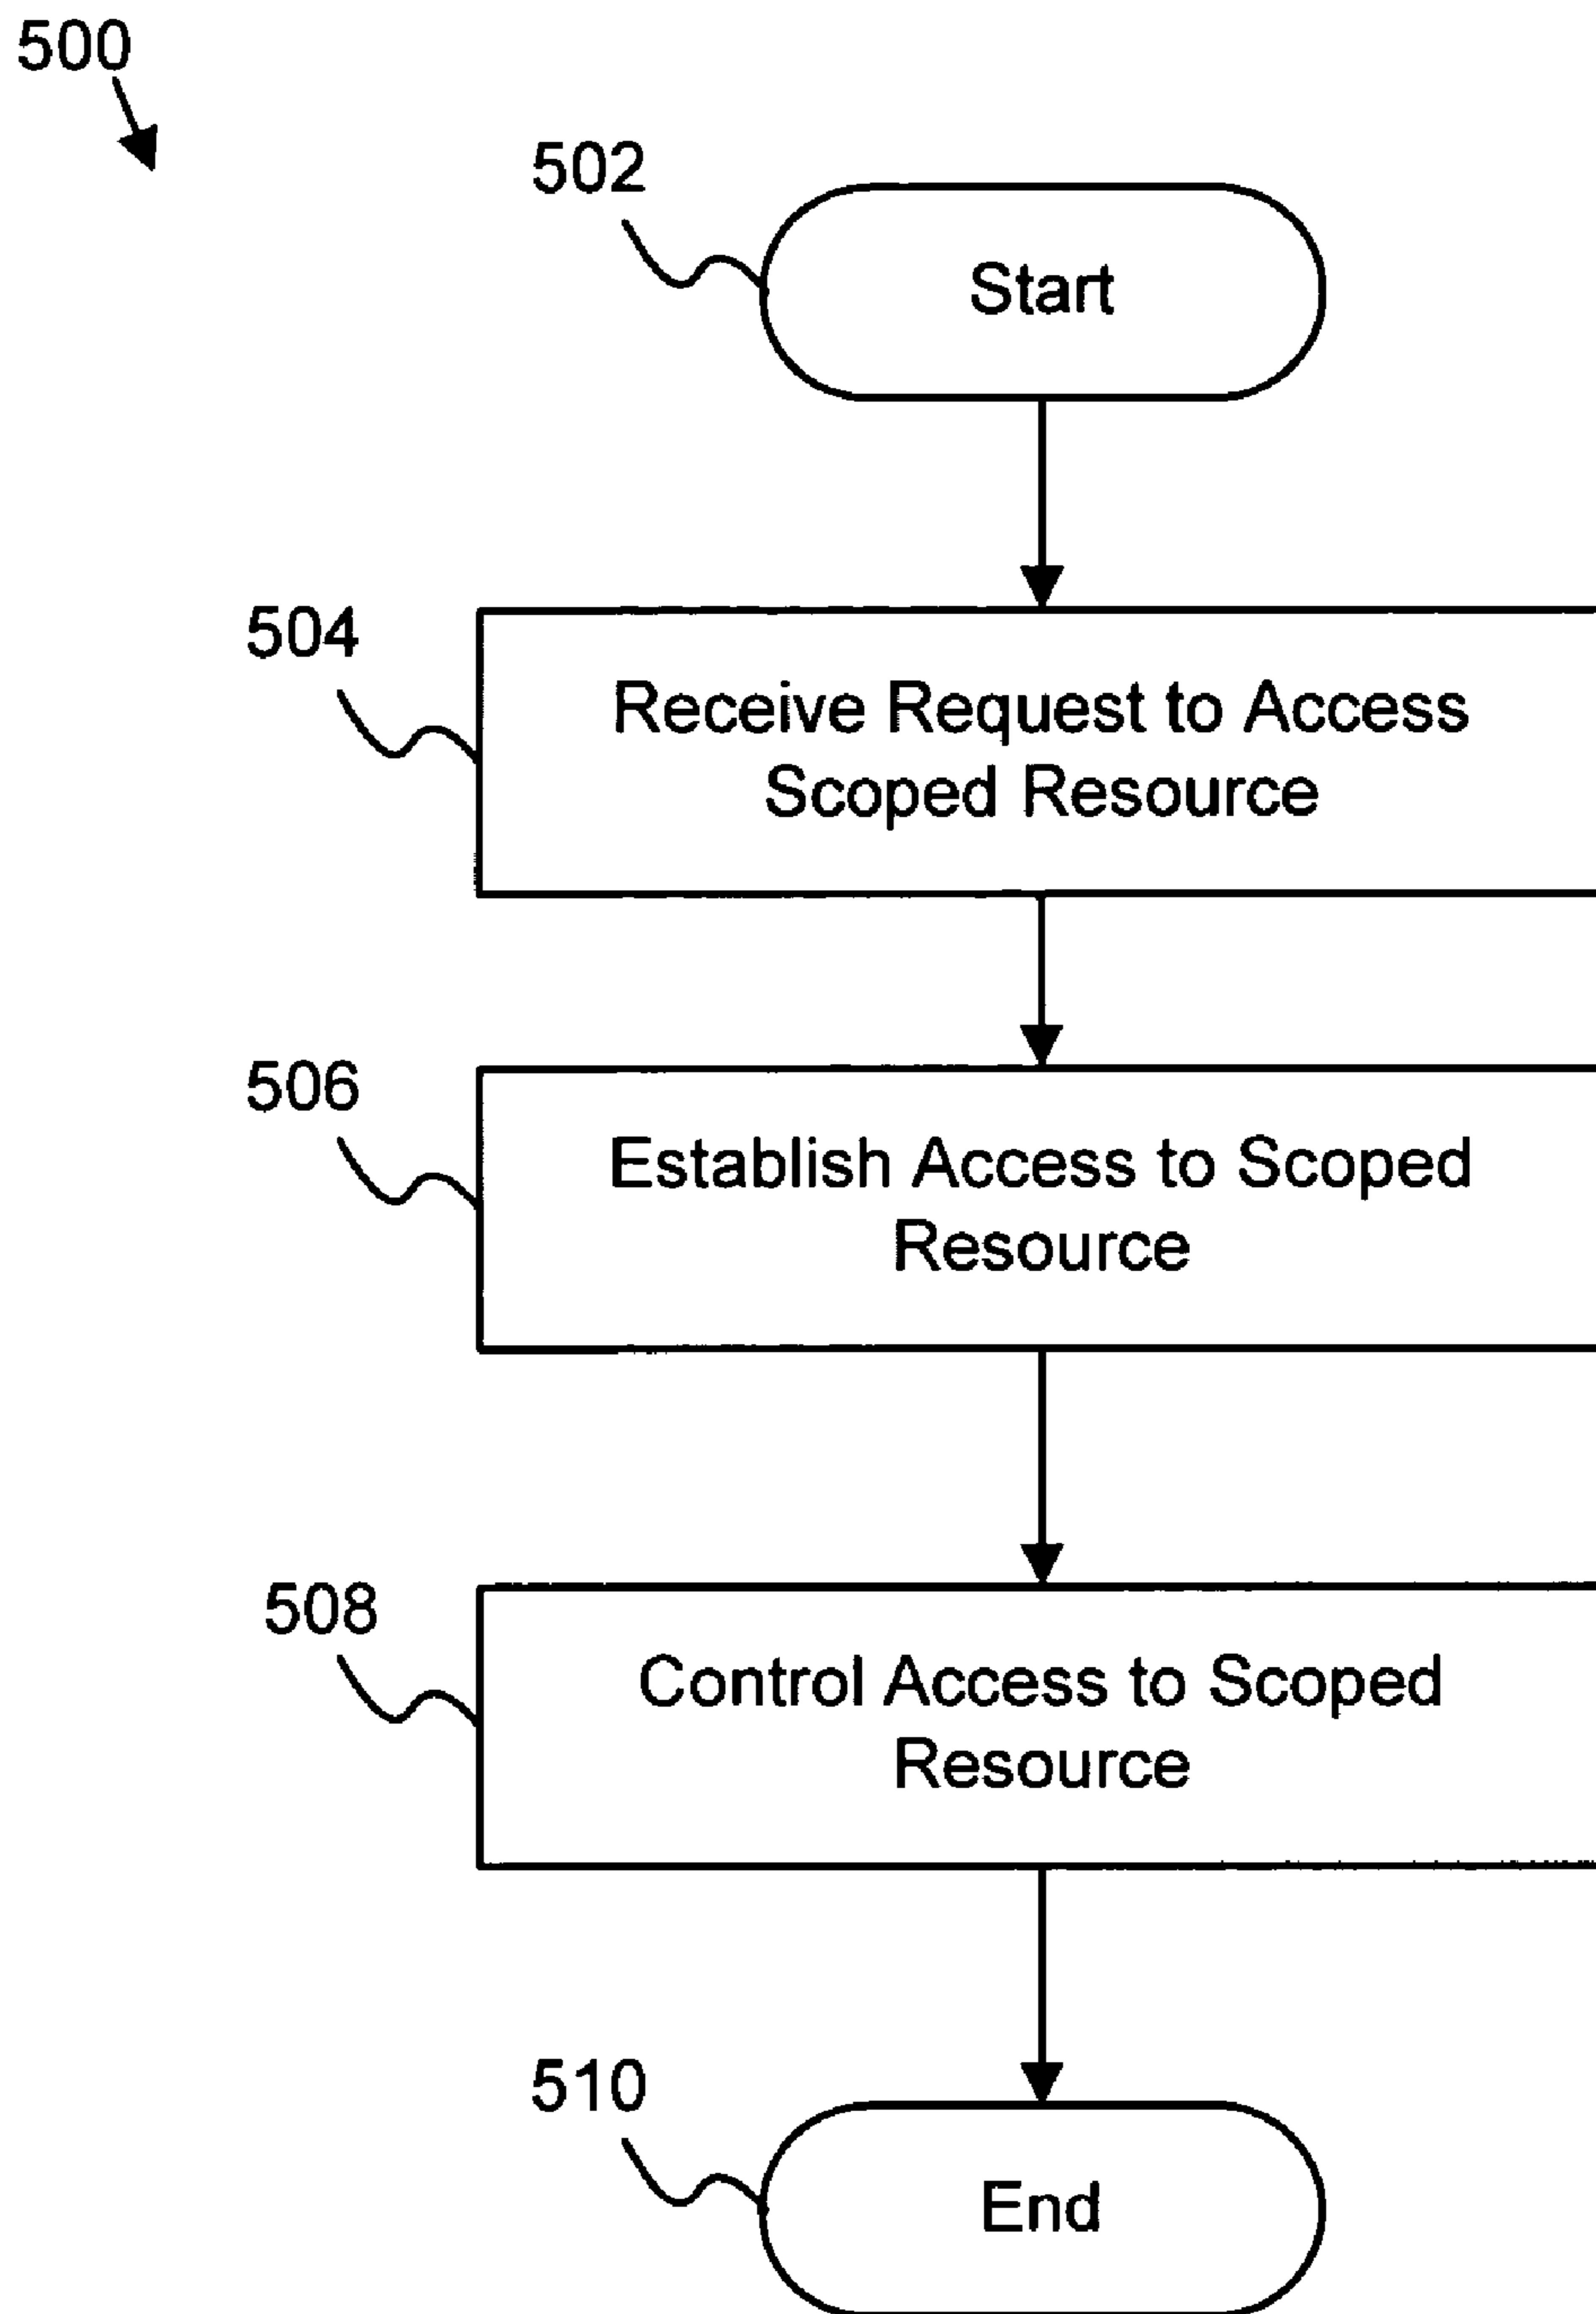 500
502
Start
504
Receive Request to Access
Scoped Resource
506
Establish Access to Scoped
Resource
508
Control Access to Scoped
Resource
510
End